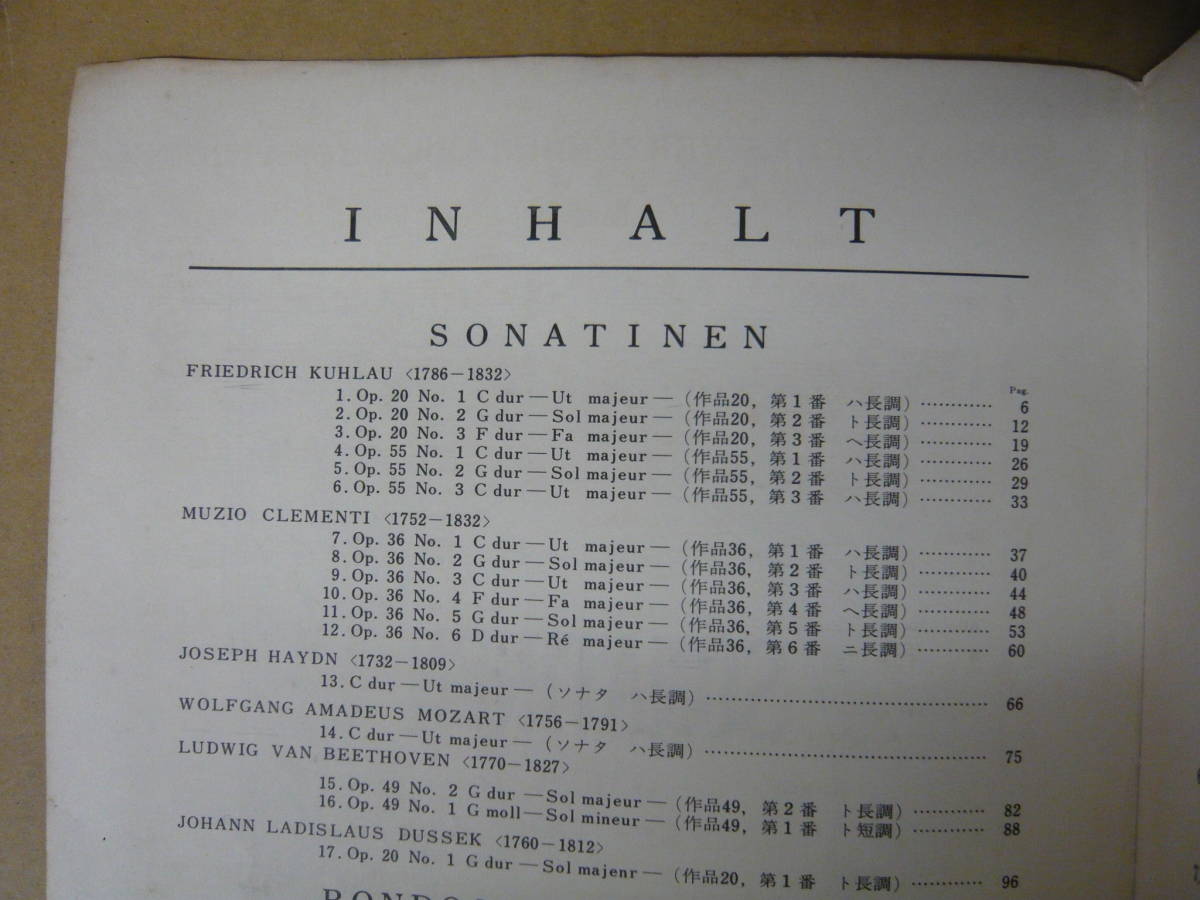 INHALT
SONATINEN
FRIEDRICH KUHLAU <1786-1832>
Pag.
1. Op. 20 No. 1 C dur — Ut majeur — (作品20, 第1番 ハ長調) ………… 6
2. Op. 20 No. 2 G dur — Sol majeur — (作品20, 第2番 ト長調) ………… 12
3. Op. 20 No. 3 F dur — Fa majeur — (作品20, 第3番 ヘ長調) ………… 19
4. Op. 55 No. 1 C dur — Ut majeur — (作品55, 第1番 ハ長調) ………… 26
5. Op. 55 No. 2 G dur — Sol majeur — (作品55, 第2番 ト長調) ………… 29
6. Op. 55 No. 3 C dur — Ut majeur — (作品55, 第3番 ハ長調) ………… 33
MUZIO CLEMENTI <1752-1832>
7. Op. 36 No. 1 C dur — Ut majeur — (作品36, 第1番 ハ長調) ………… 37
8. Op. 36 No. 2 G dur — Sol majeur — (作品36, 第2番 ト長調) ………… 40
9. Op. 36 No. 3 C dur — Ut majeur — (作品36, 第3番 ハ長調) ………… 44
10. Op. 36 No. 4 F dur — Fa majeur — (作品36, 第4番 ヘ長調) ………… 48
11. Op. 36 No. 5 G dur — Sol majeur — (作品36, 第5番 ト長調) ………… 53
12. Op. 36 No. 6 D dur — Ré majeur — (作品36, 第6番 ニ長調) ………… 60
JOSEPH HAYDN <1732-1809>
13. C dur — Ut majeur — (ソナタ ハ長調) ………… 66
WOLFGANG AMADEUS MOZART <1756-1791>
14. C dur — Ut majeur — (ソナタ ハ長調) ………… 75
LUDWIG VAN BEETHOVEN <1770-1827>
15. Op. 49 No. 2 G dur — Sol majeur — (作品49, 第2番 ト長調) ………… 82
16. Op. 49 No. 1 G moll — Sol mineur — (作品49, 第1番 ト短調) ………… 88
JOHANN LADISLAUS DUSSEK <1760-1812>
17. Op. 20 No. 1 G dur — Sol majenr — (作品20, 第1番 ト長調) ………… 96